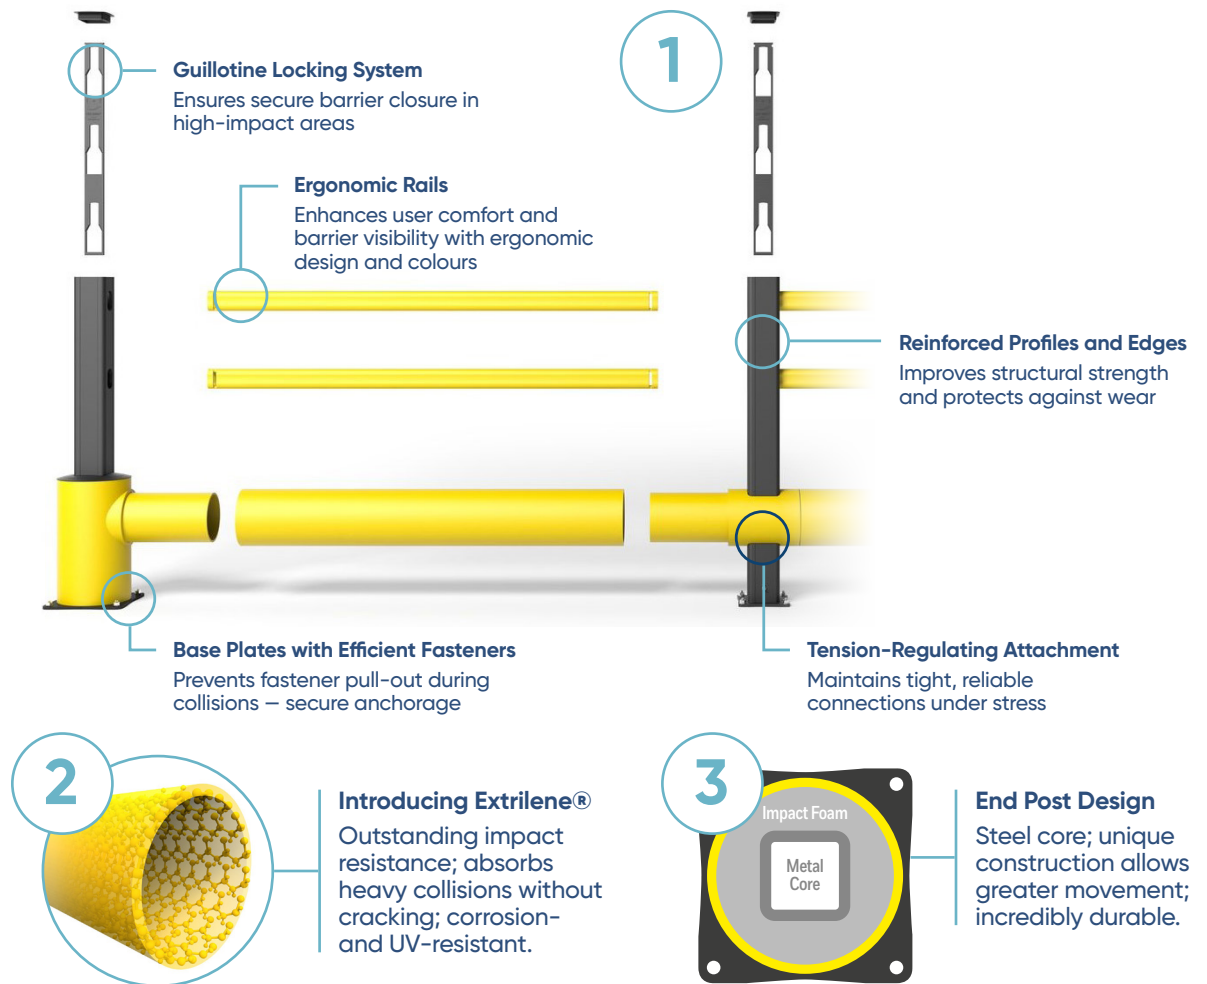 1
Guillotine Locking System
Ensures secure barrier closure in
high-impact areas
Ergonomic Rails
Enhances user comfort and
barrier visibility with ergonomic
design and colours
Reinforced Profiles and Edges
Improves structural strength
and protects against wear
Base Plates with Efficient Fasteners
Prevents fastener pull-out during
collisions — secure anchorage
Tension-Regulating Attachment
Maintains tight, reliable
connections under stress
2
Introducing Extrilene®
Outstanding impact
resistance; absorbs
heavy collisions without
cracking; corrosion-
and UV-resistant.
3
Impact Foam
Metal
Core
End Post Design
Steel core; unique
construction allows
greater movement;
incredibly durable.